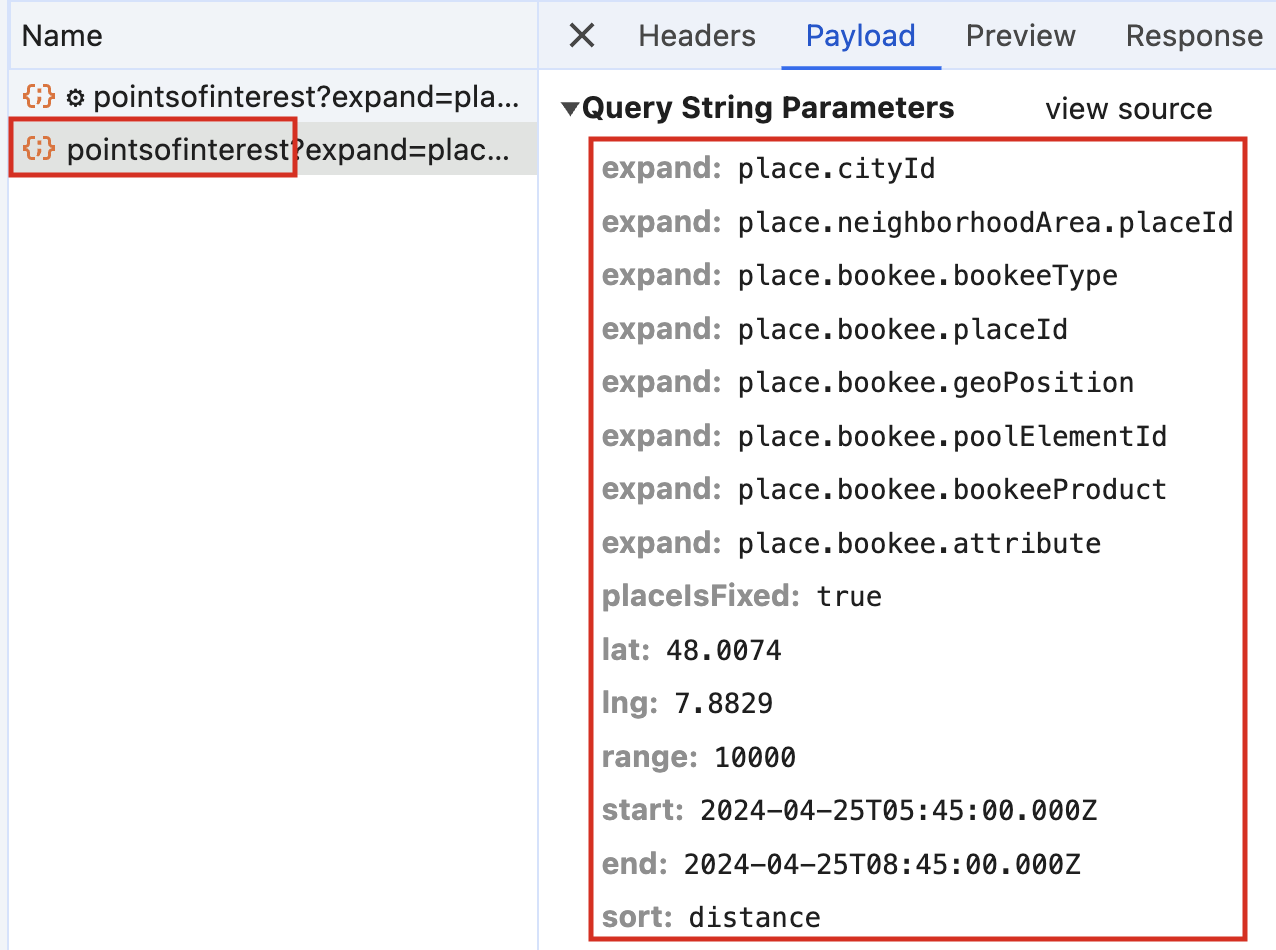 Name
Headers Payload Preview Response
pointsofinterest?expand=pla...
pointsofinterest?expand=plac...
Query String Parameters view source
expand: place.cityId
expand: place.neighborhoodArea.placeId
expand: place.bookee.bookeeType
expand: place.bookee.placeId
expand: place.bookee.geoPosition
expand: place.bookee.poolElementId
expand: place.bookee.bookeeProduct
expand: place.bookee.attribute
placeIsFixed: true
lat: 48.0074
lng: 7.8829
range: 10000
start: 2024-04-25T05:45:00.000Z
end: 2024-04-25T08:45:00.000Z
sort: distance